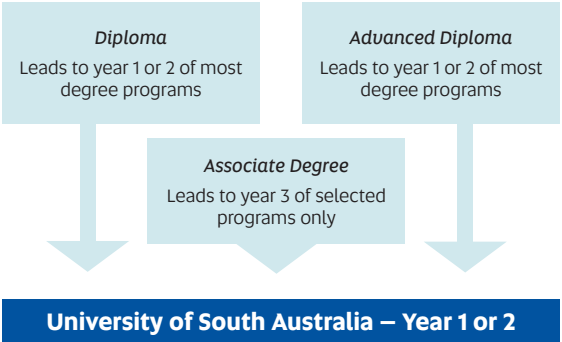 Diploma
Leads to year 1 or 2 of most
degree programs
Advanced Diploma
Leads to year 1 or 2 of most
degree programs
Associate Degree
Leads to year 3 of selected
programs only
University of South Australia – Year 1 or 2